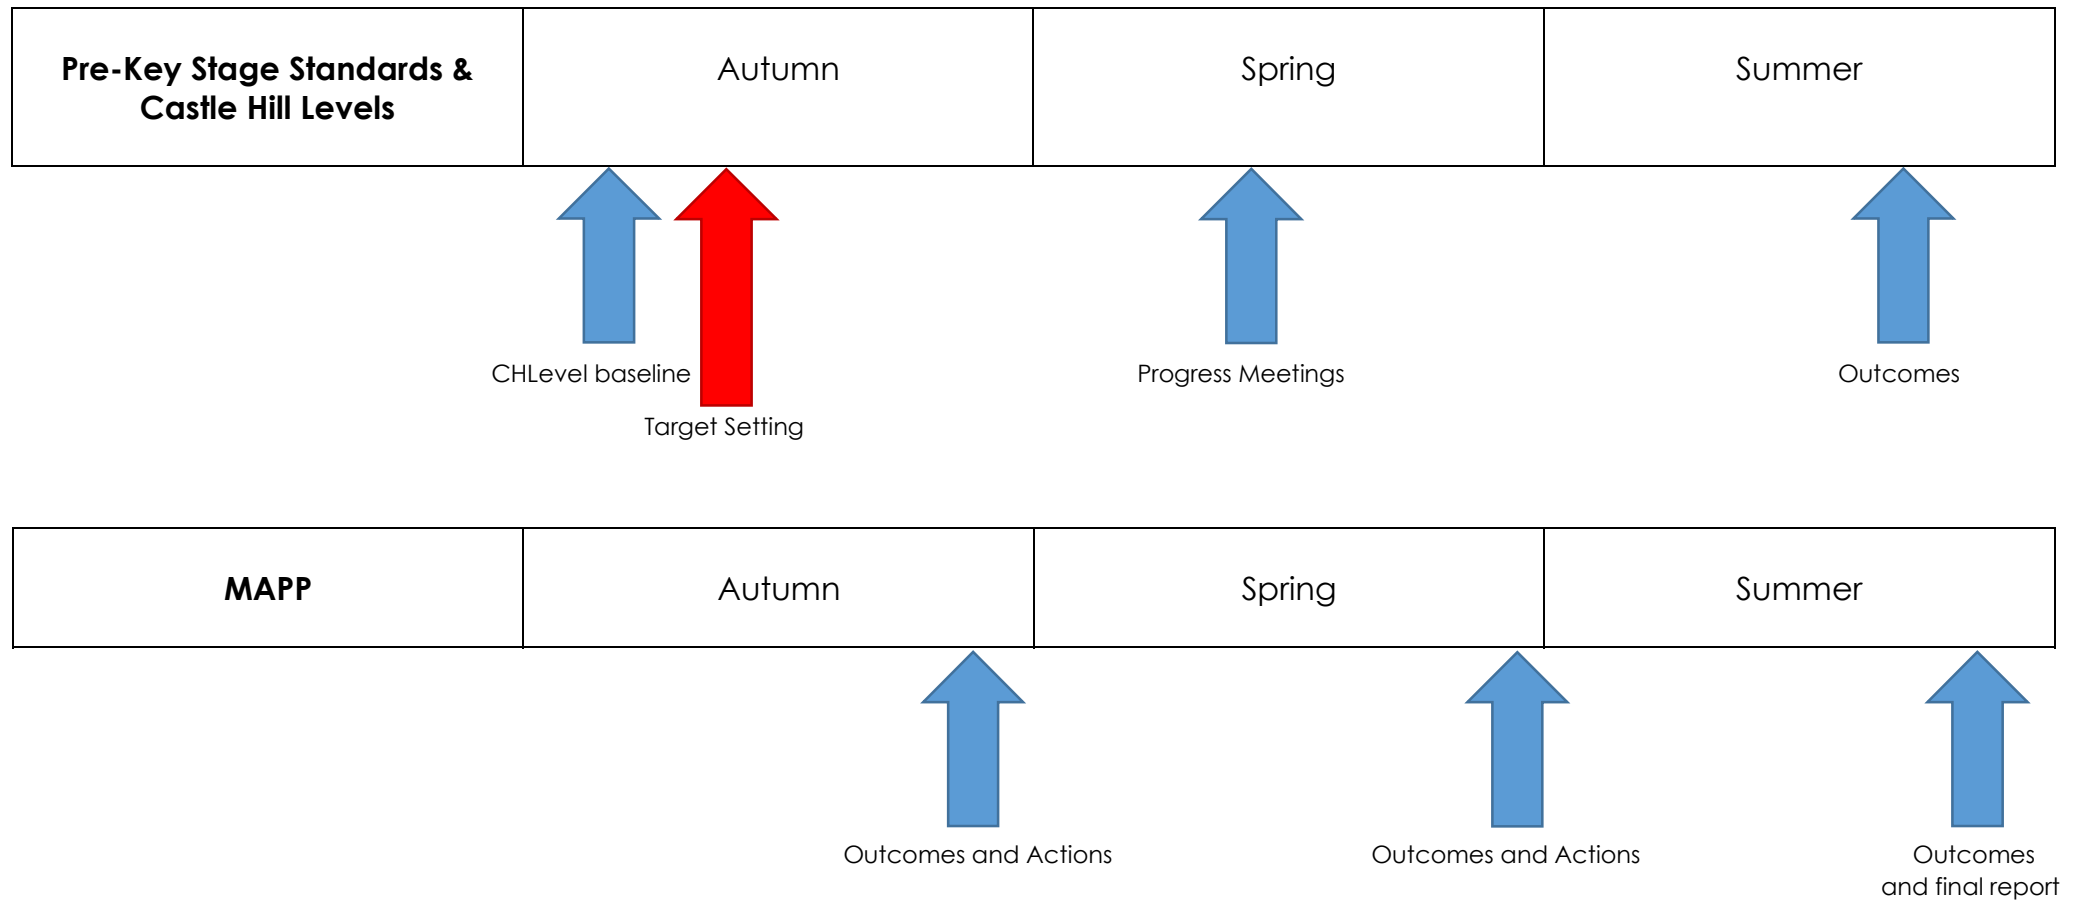 Pre-Key Stage Standards &
Castle Hill Levels
Autumn
Spring
Summer
CHLevel baseline
Target Setting
Progress Meetings
Outcomes
MAPP
Autumn
Spring
Summer
Outcomes and Actions
Outcomes and Actions
Outcomes
and final report